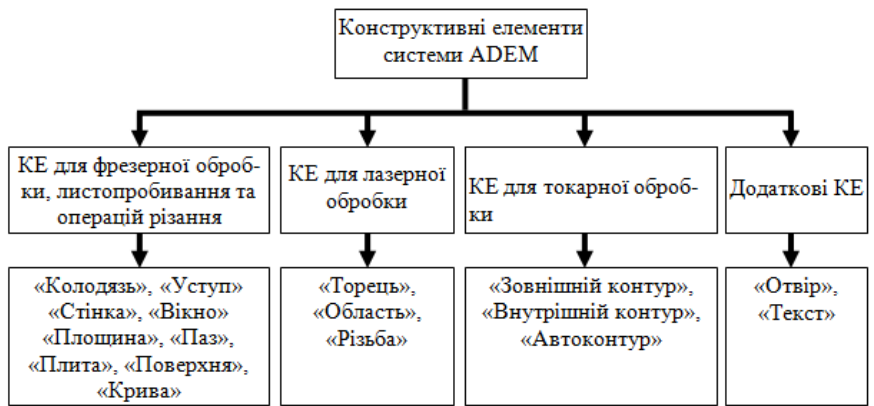 Конструктивні елементи
системи ADEM
КЕ для фрезерної оброб-
ки, листопробивання та
операцій різання
КЕ для лазерної
обробки
КЕ для токарної оброб-
ки
Додаткові КЕ
«Колодязь», «Уступ»
«Стінка», «Вікно»
«Площина», «Паз»,
«Плита», «Поверхня»,
«Крива»
«Торець»,
«Область»,
«Різьба»
«Зовнішній контур»,
«Внутрішній контур»,
«Автоконтур»
«Отвір»,
«Текст»